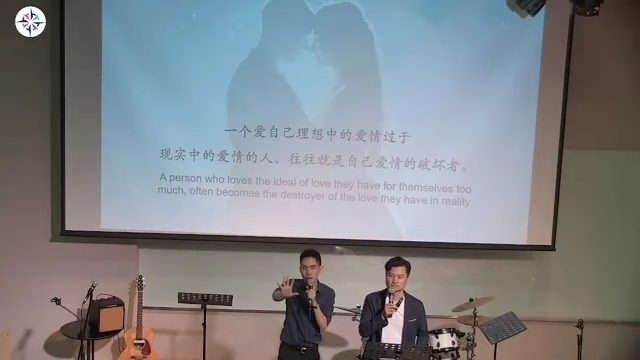 一个爱自己理想中的爱情过于
现实中的爱情的人，往往就是自己爱情的破坏者。
A person who loves the ideal of love they have for themselves too
much, often becomes the destroyer of the love they have in reality.